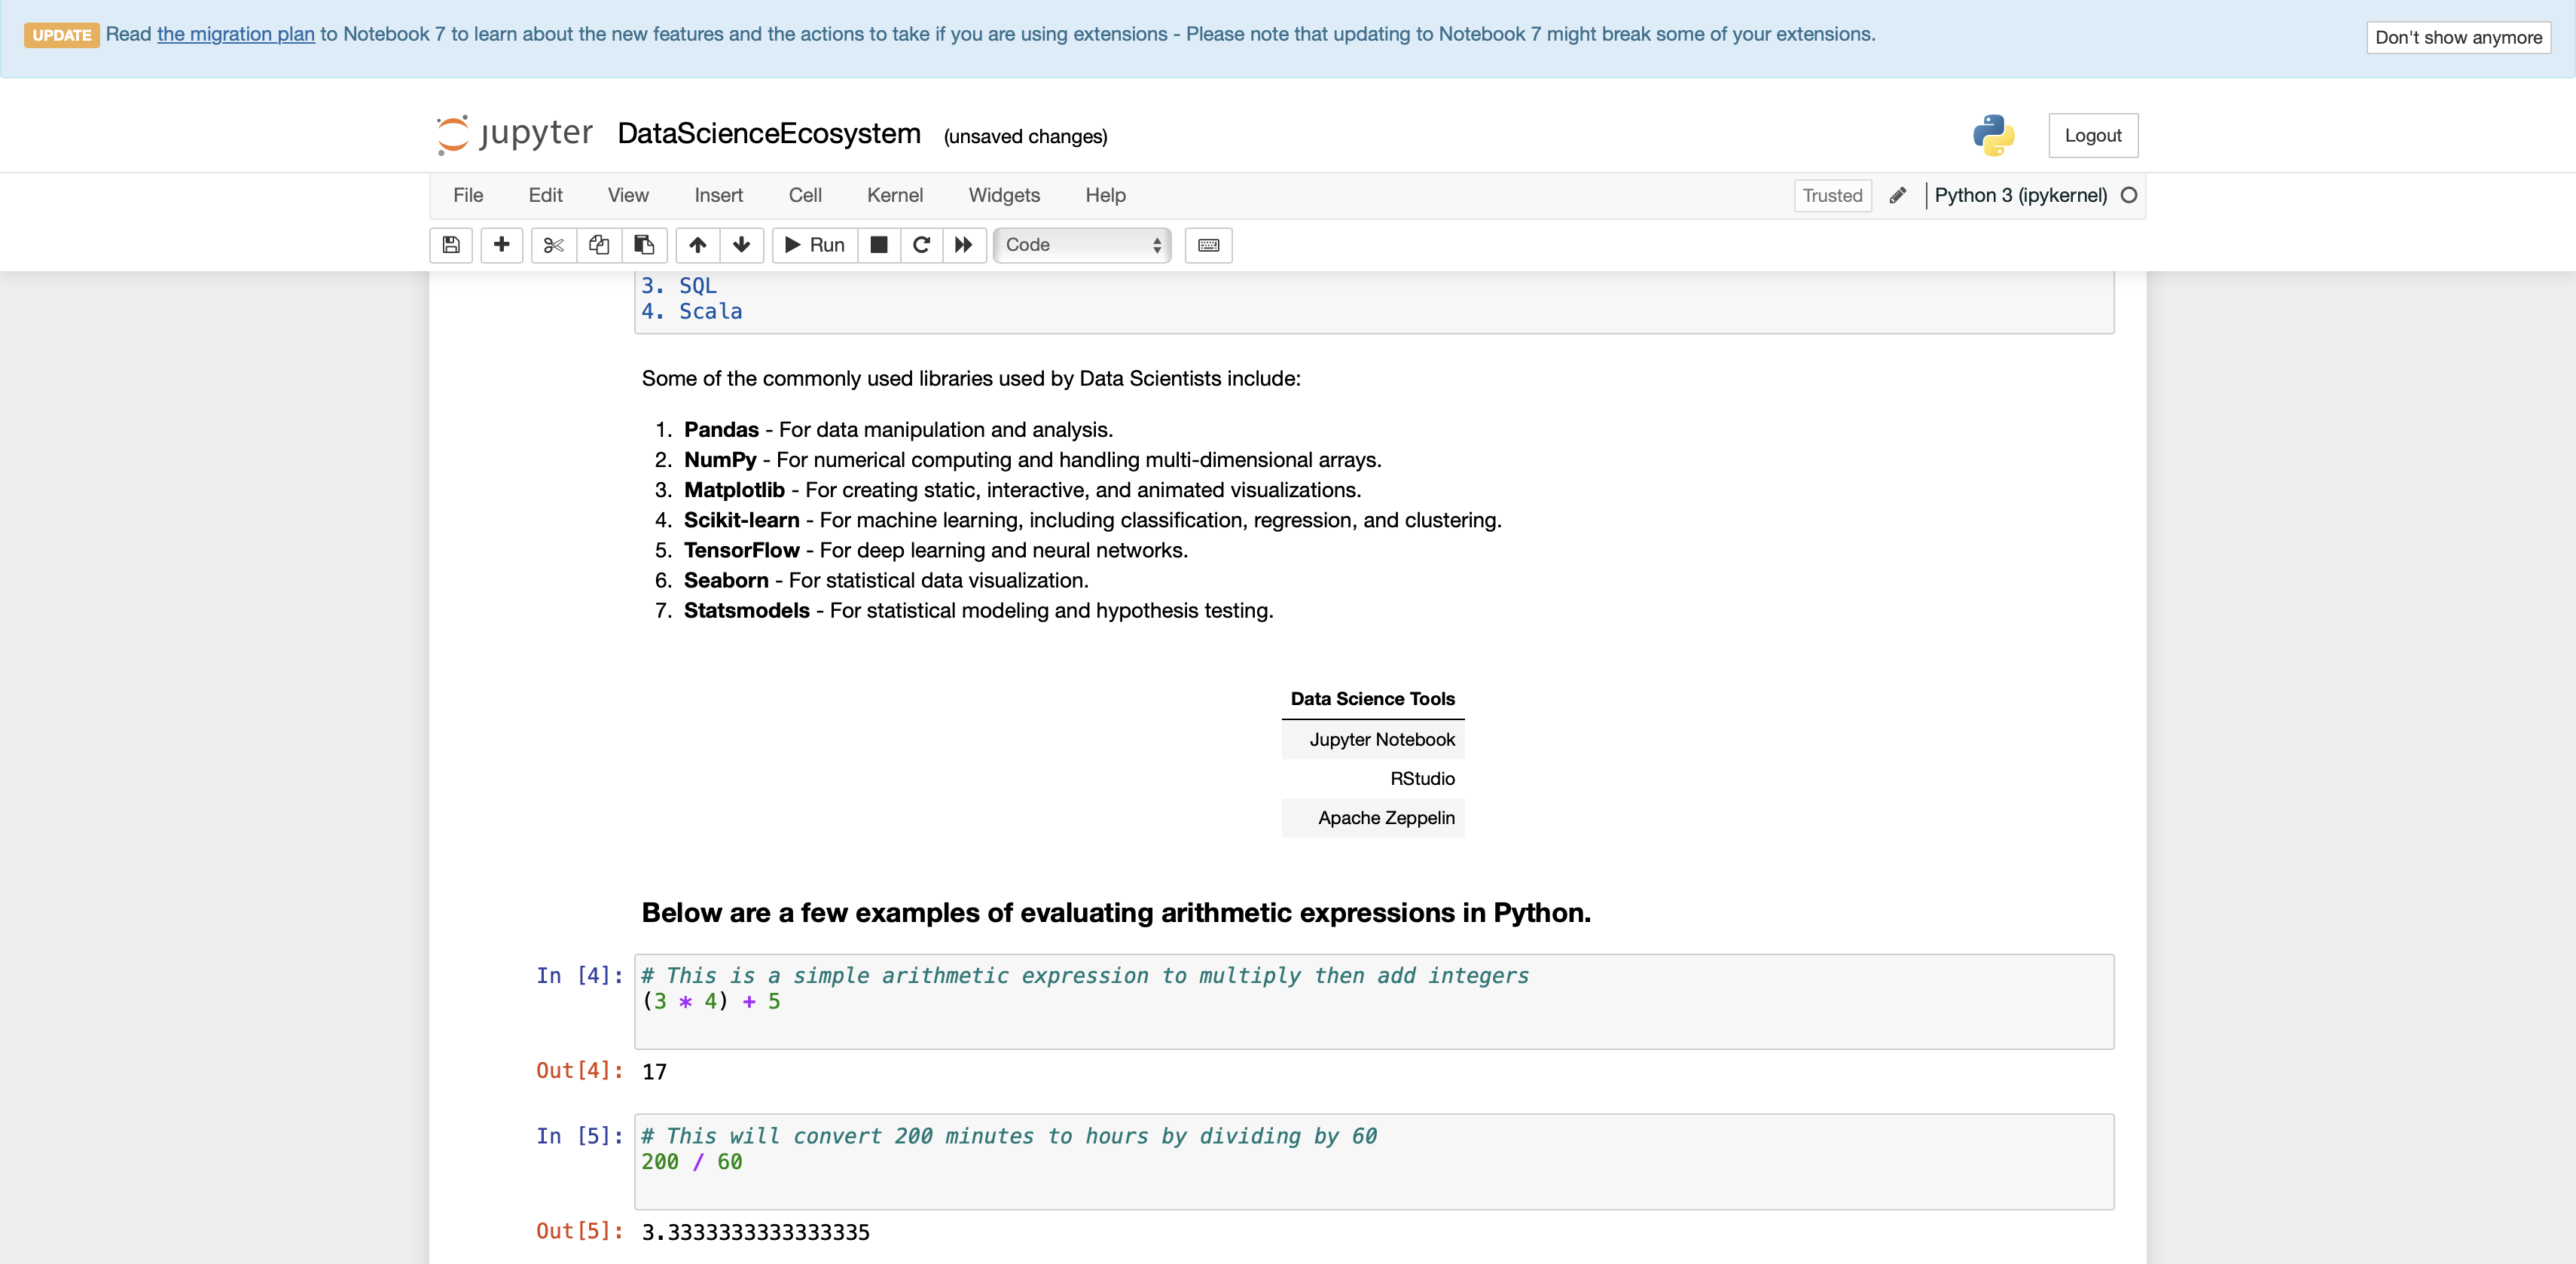 UPDATE Read the migration plan to Notebook 7 to learn about the new features and the actions to take if you are using extensions - Please note that updating to Notebook 7 might break some of your extensions. Don't show anymore
jupyter DataScienceEcosystem (unsaved changes) Logout
File Edit View Insert Cell Kernel Widgets Help Trusted Python 3 (ipykernel)
Run Code
3. SQL
4. Scala
Some of the commonly used libraries used by Data Scientists include:
1. Pandas - For data manipulation and analysis.
2. NumPy - For numerical computing and handling multi-dimensional arrays.
3. Matplotlib - For creating static, interactive, and animated visualizations.
4. Scikit-learn - For machine learning, including classification, regression, and clustering.
5. TensorFlow - For deep learning and neural networks.
6. Seaborn - For statistical data visualization.
7. Statsmodels - For statistical modeling and hypothesis testing.
Data Science Tools
Jupyter Notebook
RStudio
Apache Zeppelin
Below are a few examples of evaluating arithmetic expressions in Python.
In [4]: # This is a simple arithmetic expression to multiply then add integers
(3 * 4) + 5
Out[4]: 17
In [5]: # This will convert 200 minutes to hours by dividing by 60
200 / 60
Out[5]: 3.3333333333333335